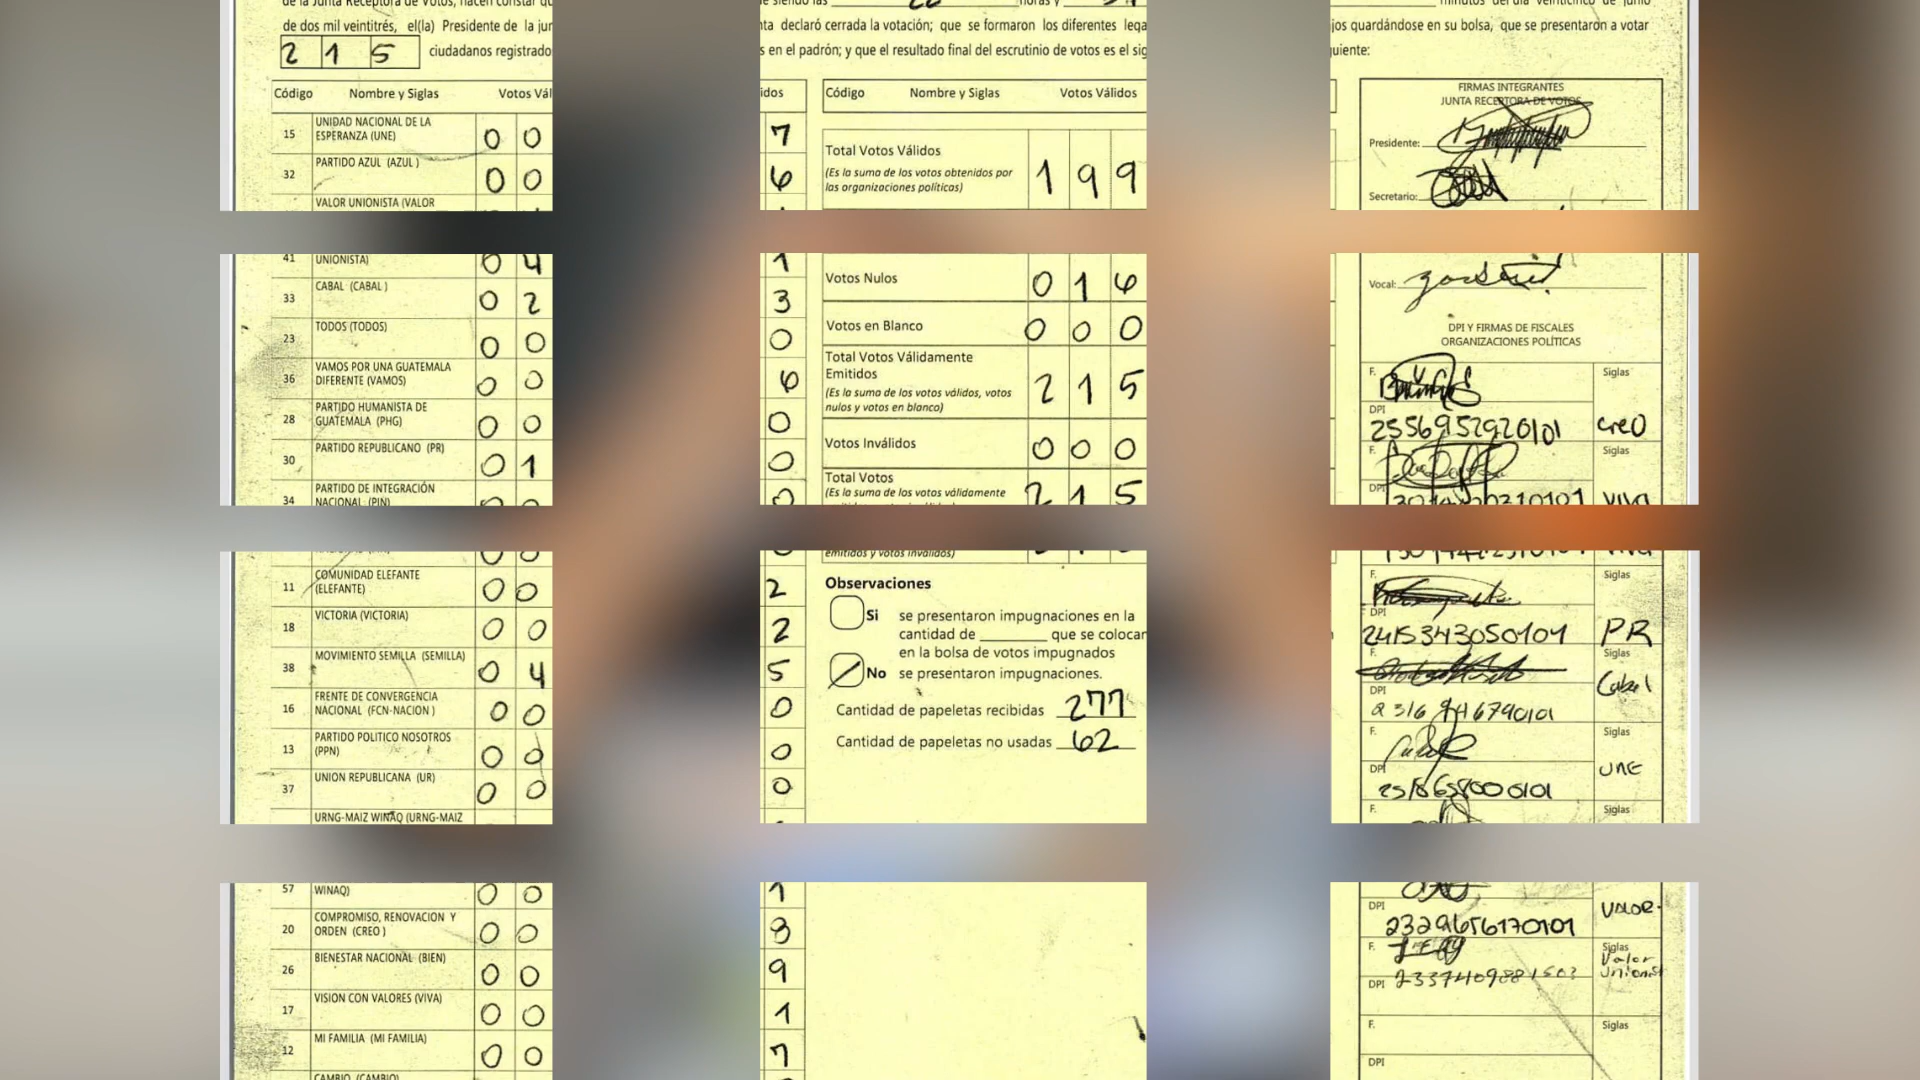 de la Junta Receptora de Votos, hacen constar qu
de dos mil veintitrés, el(la) Presidente de la jun
2 1 5 ciudadanos registrado
Código Nombre y Siglas Votos Vál
15 UNIDAD NACIONAL DE LA
ESPERANZA (UNE) 0 0
32 PARTIDO AZUL (AZUL ) 0 0
VALOR UNIONISTA (VALOR
horas y
nta declaró cerrada la votación; que se formaron los diferentes lega
s en el padrón; y que el resultado final del escrutinio de votos es el sig
idos Código Nombre y Siglas Votos Válidos
7
Total Votos Válidos
(Es la suma de los votos obtenidos por
las organizaciones políticas) 1 9 9
6
minutos del día veinticinco de junio
jos quardándose en su bolsa, que se presentaron a votar
uiente:
FIRMAS INTEGRANTES
JUNTA RECEPTORA DE VOTOS
Presidente:
Secretario:
41 UNIONISTA) 0 4
33 CABAL (CABAL ) 0 2
23 TODOS (TODOS) 0 0
36 VAMOS POR UNA GUATEMALA
DIFERENTE (VAMOS) 0 0
28 PARTIDO HUMANISTA DE
GUATEMALA (PHG) 0 0
30 PARTIDO REPUBLICANO (PR) 0 1
34 PARTIDO DE INTEGRACIÓN
NACIONAL (PIN)
1
3
0
6
0
0
0
Votos Nulos 0 1 6
Votos en Blanco 0 0 0
Total Votos Válidamente
Emitidos
(Es la suma de los votos válidos, votos
nulos y votos en blanco) 2 1 5
Votos Inválidos 0 0 0
Total Votos
(Es la suma de los votos válidamente 2 1 5
Vocal:
DPI Y FIRMAS DE FISCALES
ORGANIZACIONES POLÍTICAS
F. Siglas
DPI
2556952920101 creo
F. Siglas
DPI VIVA
11 COMUNIDAD ELEFANTE
(ELEFANTE) 0 0
18 VICTORIA (VICTORIA) 0 0
38 MOVIMIENTO SEMILLA (SEMILLA) 0 4
16 FRENTE DE CONVERGENCIA
NACIONAL (FCN-NACION ) 0 0
13 PARTIDO POLITICO NOSOTROS
(PPN) 0 0
37 UNION REPUBLICANA (UR) 0 0
URNG-MAIZ WINAQ (URNG-MAIZ
2
2
5
0
0
0
emitidos y votos inválidos)
Observaciones
Si se presentaron impugnaciones en la
cantidad de ________ que se colocar
en la bolsa de votos impugnados
No se presentaron impugnaciones.
Cantidad de papeletas recibidas 277
Cantidad de papeletas no usadas 62
F. Siglas
DPI
2415343050101 PR
F. Siglas
DPI Cabal
F. Siglas
DPI UNE
F. Siglas
57 WINAQ) 0 0
20 COMPROMISO, RENOVACION Y
ORDEN (CREO ) 0 0
26 BIENESTAR NACIONAL (BIEN) 0 0
17 VISION CON VALORES (VIVA) 0 0
12 MI FAMILIA (MI FAMILIA) 0 0
CAMBIO (CAMBIO)
1
8
9
1
7
DPI VALOR
2329656170101
F. Siglas
Valor
Unionist
DPI
F. Siglas
DPI